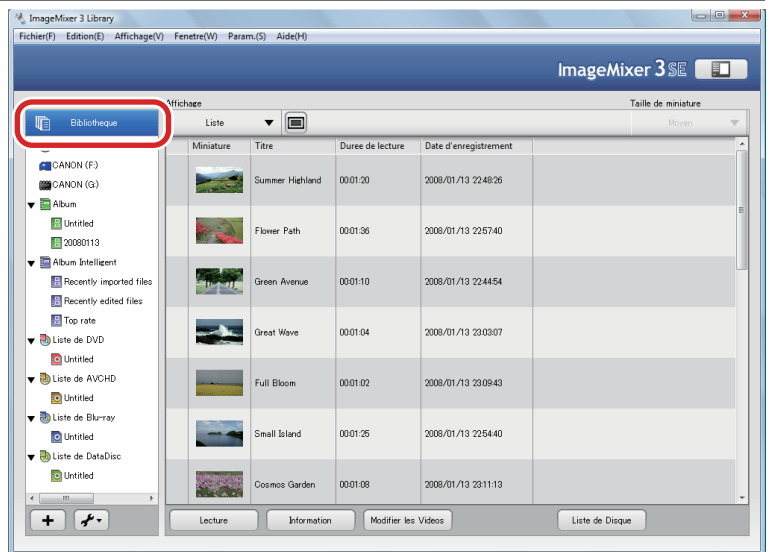 ImageMixer 3 Library
Fichier(F) Edition(E) Affichage(V) Fenetre(W) Param.(S) Aide(H)
ImageMixer 3 SE
Affichage Taille de miniature
Bibliotheque Liste Moyen
Miniature Titre Duree de lecture Date d'enregistrement
CANON (F:)
CANON (G:)
Album
Untitled
20080113
Album Intelligent
Recently imported files
Recently edited files
Top rate
Liste de DVD
Untitled
Liste de AVCHD
Untitled
Liste de Blu-ray
Untitled
Liste de DataDisc
Untitled
Summer Highland 00:01:20 2008/01/13 22:48:26
Flower Path 00:01:36 2008/01/13 22:57:40
Green Avenue 00:01:10 2008/01/13 22:44:54
Great Wave 00:01:04 2008/01/13 23:03:07
Full Bloom 00:01:02 2008/01/13 23:09:43
Small Island 00:01:25 2008/01/13 22:54:40
Cosmos Garden 00:01:08 2008/01/13 23:11:13
Lecture Information Modifier les Videos Liste de Disque